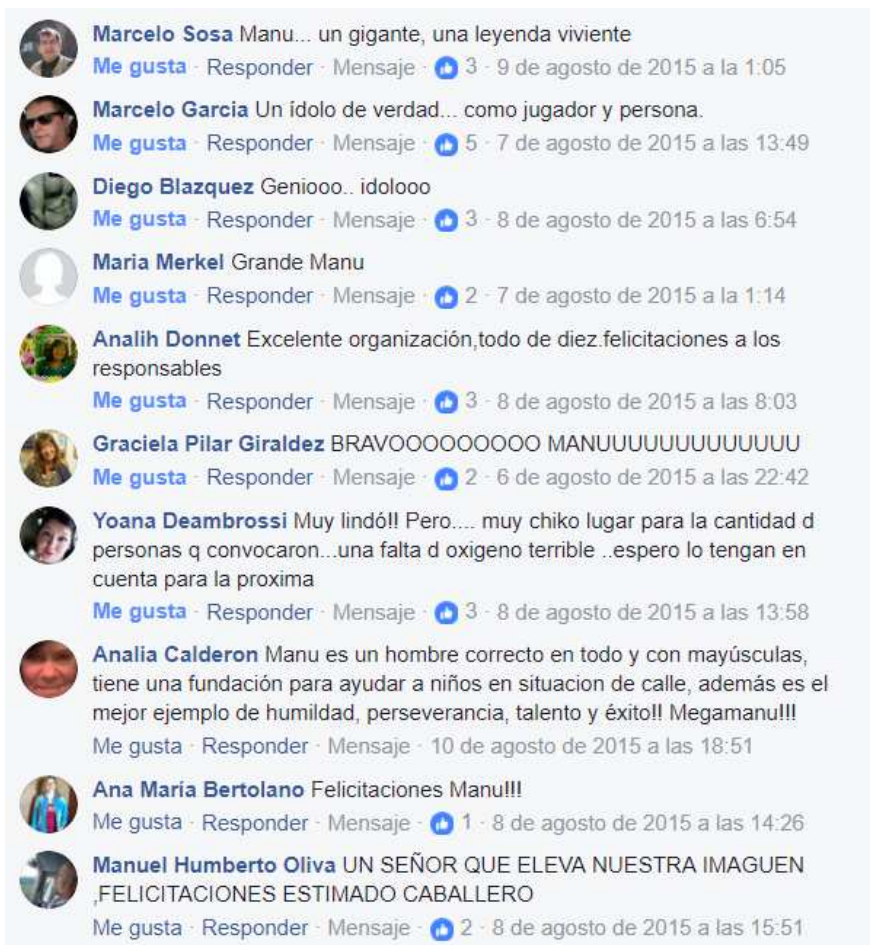 Marcelo Sosa Manu... un gigante, una leyenda viviente
Me gusta · Responder · Mensaje · 3 · 9 de agosto de 2015 a la 1:05
Marcelo Garcia Un ídolo de verdad... como jugador y persona.
Me gusta · Responder · Mensaje · 5 · 7 de agosto de 2015 a las 13:49
Diego Blazquez Geniooo.. idolooo
Me gusta · Responder · Mensaje · 3 · 8 de agosto de 2015 a las 6:54
Maria Merkel Grande Manu
Me gusta · Responder · Mensaje · 2 · 7 de agosto de 2015 a la 1:14
Analih Donnet Excelente organización,todo de diez.felicitaciones a los
responsables
Me gusta · Responder · Mensaje · 3 · 8 de agosto de 2015 a las 8:03
Graciela Pilar Giraldez BRAVOOOOOOOOO MANUUUUUUUUUUUUU
Me gusta · Responder · Mensaje · 2 · 6 de agosto de 2015 a las 22:42
Yoana Deambrossi Muy lindó!! Pero.... muy chiko lugar para la cantidad d
personas q convocaron...una falta d oxigeno terrible ..espero lo tengan en
cuenta para la proxima
Me gusta · Responder · Mensaje · 3 · 8 de agosto de 2015 a las 13:58
Analia Calderon Manu es un hombre correcto en todo y con mayúsculas,
tiene una fundación para ayudar a niños en situacion de calle, además es el
mejor ejemplo de humildad, perseverancia, talento y éxito!! Megamanu!!!
Me gusta · Responder · Mensaje · 10 de agosto de 2015 a las 18:51
Ana María Bertolano Felicitaciones Manu!!!
Me gusta · Responder · Mensaje · 1 · 8 de agosto de 2015 a las 14:26
Manuel Humberto Oliva UN SEÑOR QUE ELEVA NUESTRA IMAGUEN
,FELICITACIONES ESTIMADO CABALLERO
Me gusta · Responder · Mensaje · 2 · 8 de agosto de 2015 a las 15:51